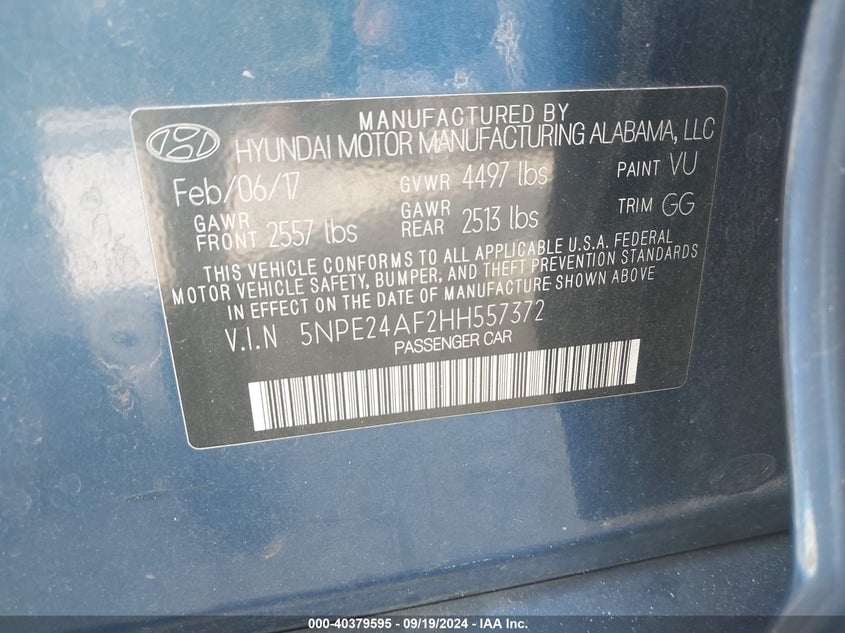 MANUFACTURED BY
HYUNDAI MOTOR MANUFACTURING ALABAMA, LLC
Feb/06/17 GVWR 4497 lbs PAINT VU
GAWR FRONT 2557 lbs GAWR REAR 2513 lbs TRIM GG
THIS VEHICLE CONFORMS TO ALL APPLICABLE U.S.A. FEDERAL
MOTOR VEHICLE SAFETY, BUMPER, AND THEFT PREVENTION STANDARDS
IN EFFECT ON THE DATE OF MANUFACTURE SHOWN ABOVE
V.I.N 5NPE24AF2HH557372
PASSENGER CAR
000-40379595 - 09/19/2024 - IAA Inc.